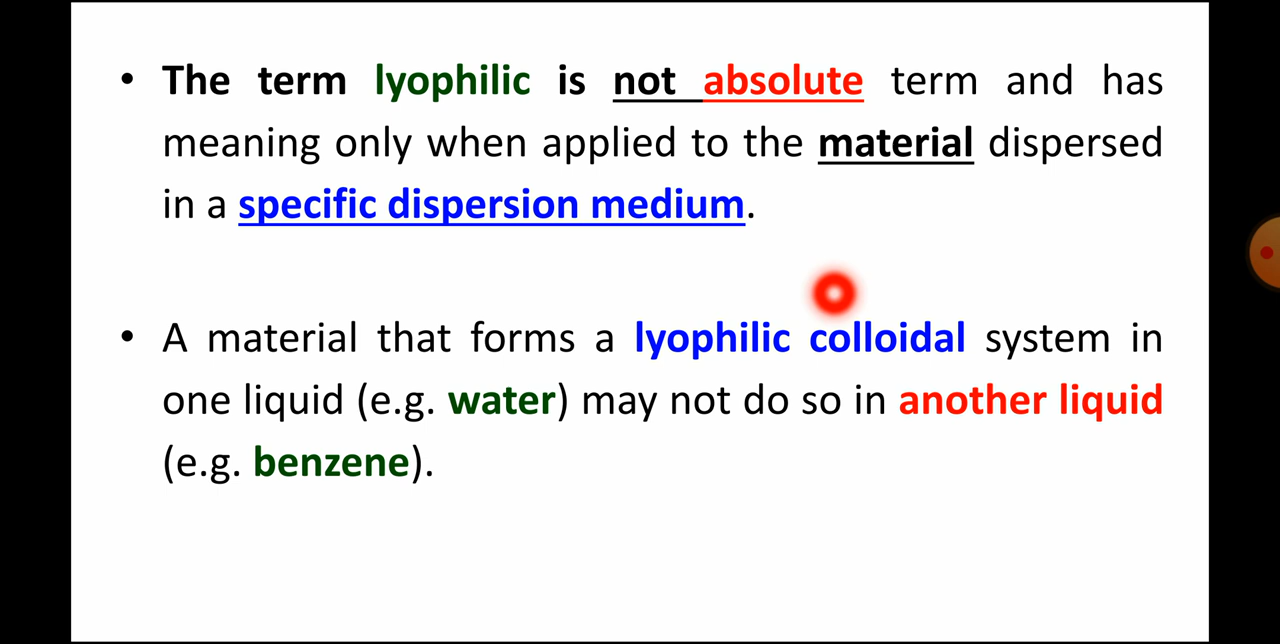 • The term lyophilic is not absolute term and has
meaning only when applied to the material dispersed
in a specific dispersion medium.
• A material that forms a lyophilic colloidal system in
one liquid (e.g. water) may not do so in another liquid
(e.g. benzene).